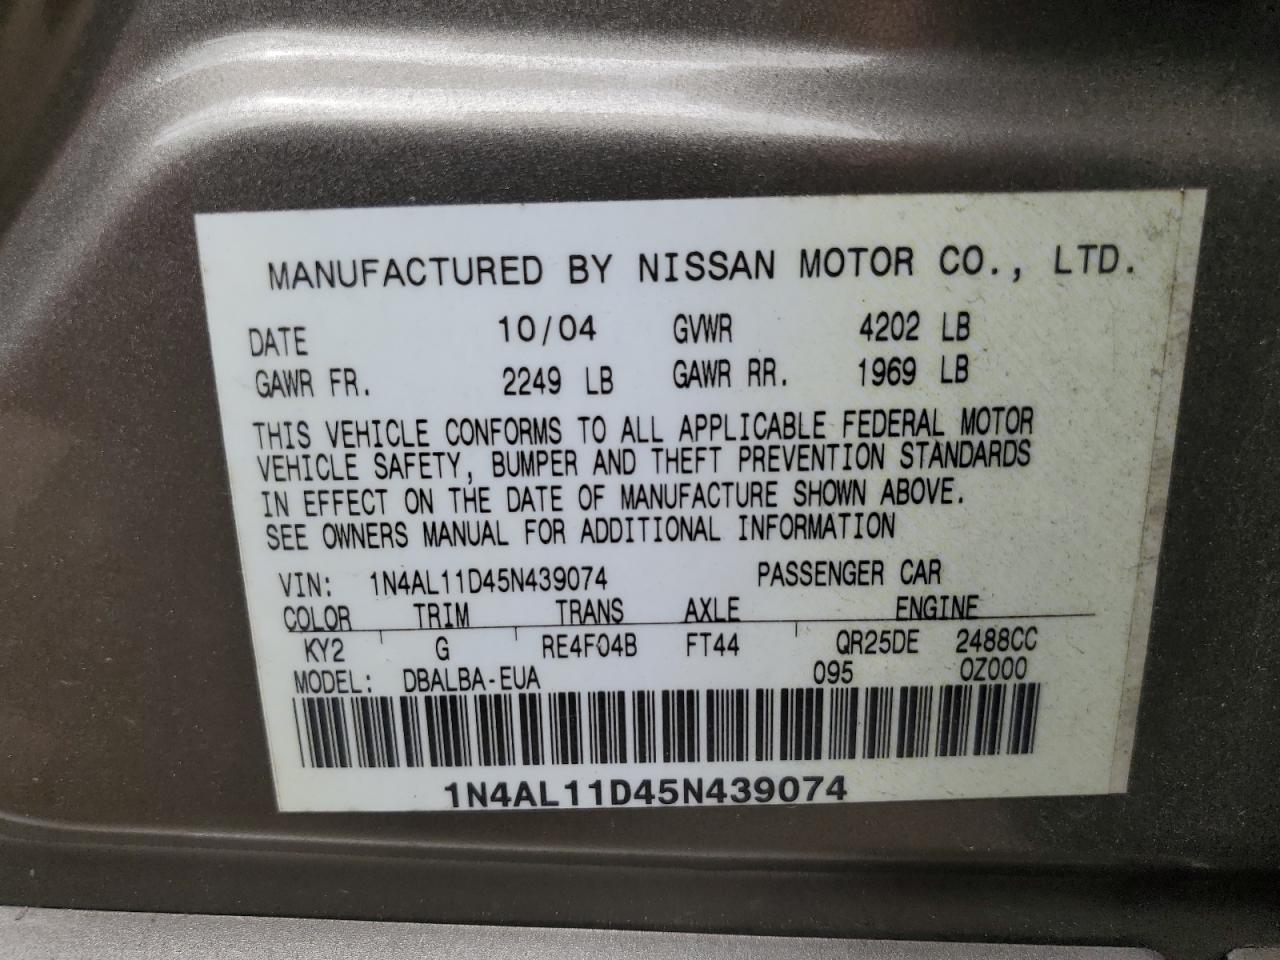 MANUFACTURED BY NISSAN MOTOR CO., LTD.
DATE 10/04 GVWR 4202 LB
GAWR FR. 2249 LB GAWR RR. 1969 LB
THIS VEHICLE CONFORMS TO ALL APPLICABLE FEDERAL MOTOR
VEHICLE SAFETY, BUMPER AND THEFT PREVENTION STANDARDS
IN EFFECT ON THE DATE OF MANUFACTURE SHOWN ABOVE.
SEE OWNERS MANUAL FOR ADDITIONAL INFORMATION
VIN: 1N4AL11D45N439074 PASSENGER CAR
COLOR TRIM TRANS AXLE ENGINE
KY2 G RE4F04B FT44 QR25DE 2488CC
MODEL: DBALBA-EUA 095 0Z000
1N4AL11D45N439074